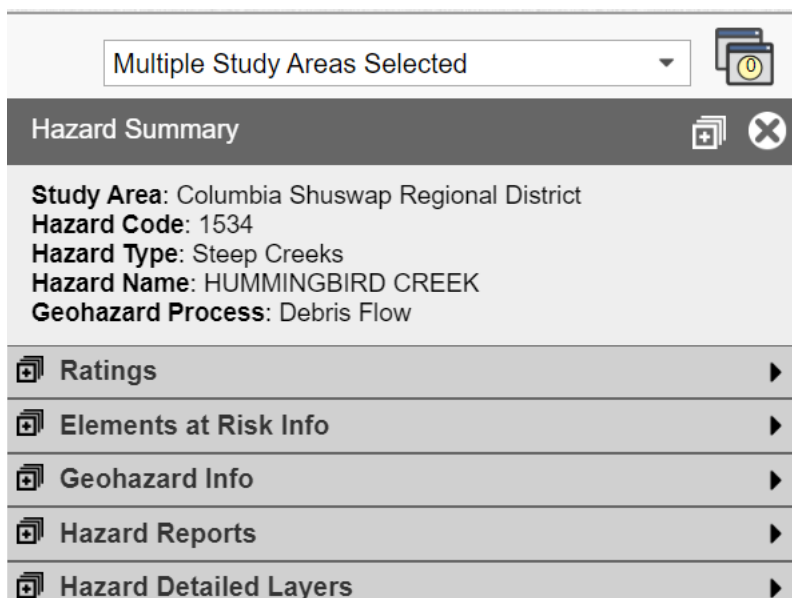 Multiple Study Areas Selected
0
Hazard Summary
Study Area: Columbia Shuswap Regional District
Hazard Code: 1534
Hazard Type: Steep Creeks
Hazard Name: HUMMINGBIRD CREEK
Geohazard Process: Debris Flow
Ratings
Elements at Risk Info
Geohazard Info
Hazard Reports
Hazard Detailed Layers